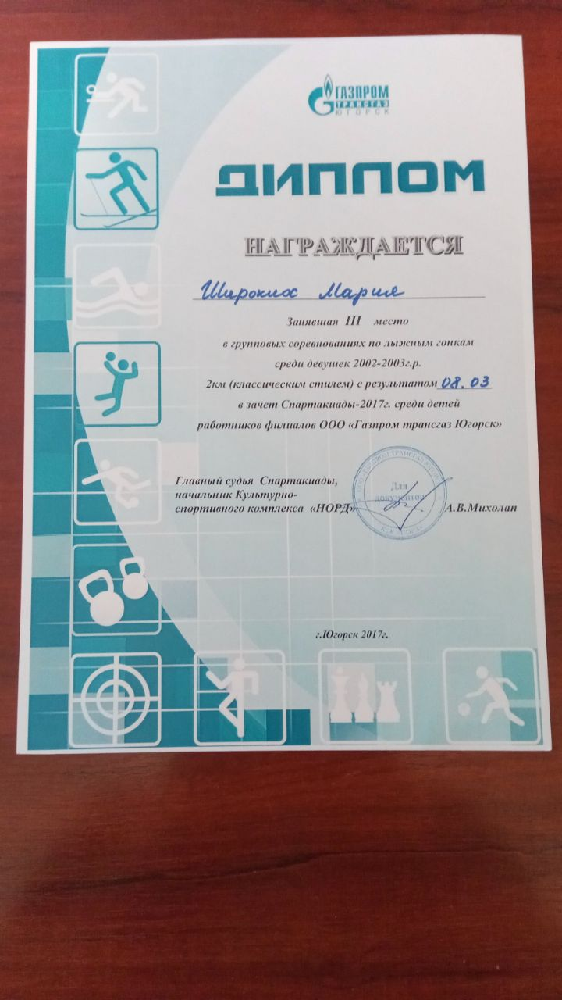 ГАЗПРОМ
ТРАНСГАЗ
ЮГОРСК
ДИПЛОМ
НАГРАЖДАЕТСЯ
Широких Мария
Занявшая III место
в групповых соревнованиях по лыжным гонкам
среди девушек 2002-2003г.р.
2км (классическим стилем) с результатом 08.03
в зачет Спартакиады-2017г. среди детей
работников филиалов ООО «Газпром трансгаз Югорск»
Главный судья Спартакиады,
начальник Культурно-
спортивного комплекса «НОРД»
А.В.Михолап
Для
документов
КСК "НОРД"
г.Югорск 2017г.